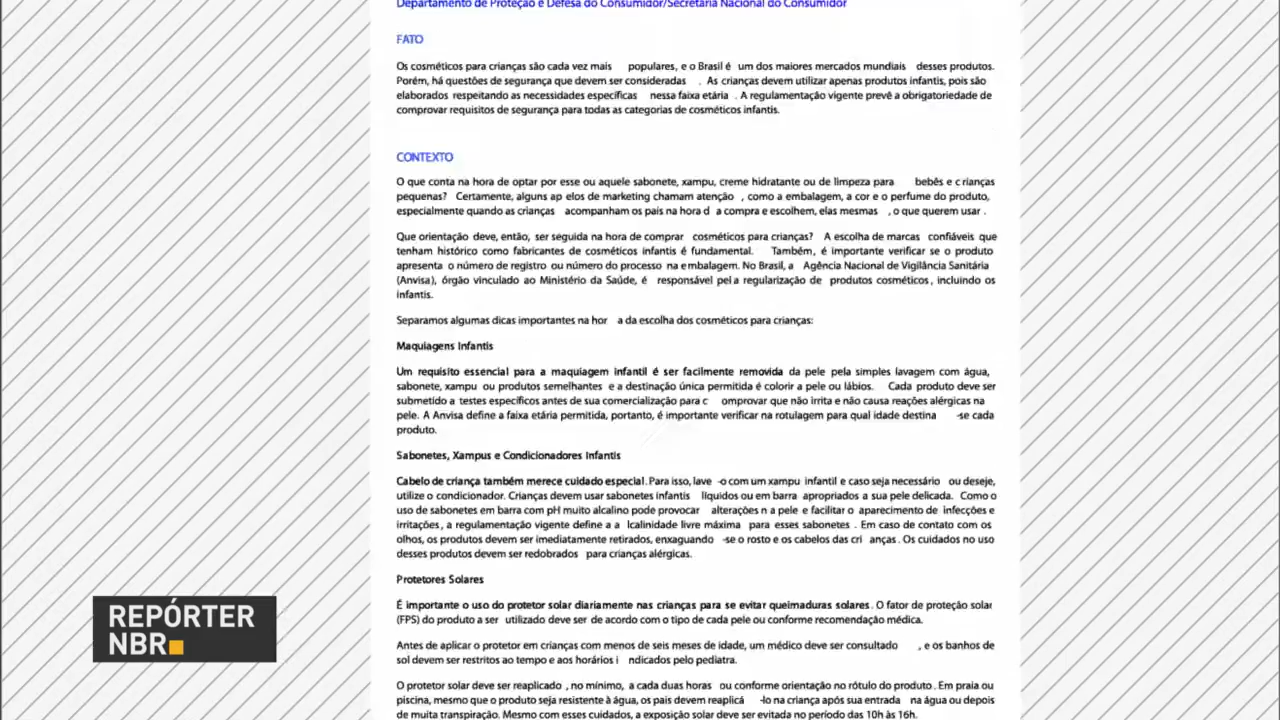 Departamento de Proteção e Defesa do Consumidor/Secretaria Nacional do Consumidor
FATO
Os cosméticos para crianças são cada vez mais populares, e o Brasil é um dos maiores mercados mundiais desses produtos.
Porém, há questões de segurança que devem ser consideradas . As crianças devem utilizar apenas produtos infantis, pois são
elaborados respeitando as necessidades específicas nessa faixa etária . A regulamentação vigente prevê a obrigatoriedade de
comprovar requisitos de segurança para todas as categorias de cosméticos infantis.
CONTEXTO
O que conta na hora de optar por esse ou aquele sabonete, xampu, creme hidratante ou de limpeza para bebês e c rianças
pequenas? Certamente, alguns ap elos de marketing chamam atenção , como a embalagem, a cor e o perfume do produto,
especialmente quando as crianças acompanham os pais na hora d a compra e escolhem, elas mesmas , o que querem usar .
Que orientação deve, então, ser seguida na hora de comprar cosméticos para crianças? A escolha de marcas confiáveis que
tenham histórico como fabricantes de cosméticos infantis é fundamental. Também, é importante verificar se o produto
apresenta o número de registro ou número do processo na embalagem. No Brasil, a Agência Nacional de Vigilância Sanitária
(Anvisa), órgão vinculado ao Ministério da Saúde, é responsável pel a regularização de produtos cosméticos, incluindo os
infantis.
Separamos algumas dicas importantes na hor a da escolha dos cosméticos para crianças:
Maquiagens Infantis
Um requisito essencial para a maquiagem infantil é ser facilmente removida da pele pela simples lavagem com água,
sabonete, xampu ou produtos semelhantes e a destinação única permitida é colorir a pele ou lábios. Cada produto deve ser
submetido a testes específicos antes de sua comercialização para c omprovar que não irrita e não causa reações alérgicas na
pele. A Anvisa define a faixa etária permitida, portanto, é importante verificar na rotulagem para qual idade destina -se cada
produto.
Sabonetes, Xampus e Condicionadores Infantis
Cabelo de criança também merece cuidado especial. Para isso, lave -o com um xampu infantil e caso seja necessário ou deseje,
utilize o condicionador. Crianças devem usar sabonetes infantis líquidos ou em barra apropriados a sua pele delicada. Como o
uso de sabonetes em barra com pH muito alcalino pode provocar alterações n a pele e facilitar o aparecimento de infecções e
irritações, a regulamentação vigente define a a lcalinidade livre máxima para esses sabonetes . Em caso de contato com os
olhos, os produtos devem ser imediatamente retirados, enxaguando -se o rosto e os cabelos das cri anças. Os cuidados no uso
desses produtos devem ser redobrados para crianças alérgicas.
Protetores Solares
É importante o uso do protetor solar diariamente nas crianças para se evitar queimaduras solares. O fator de proteção solar
(FPS) do produto a ser utilizado deve ser de acordo com o tipo de cada pele ou conforme recomendação médica.
Antes de aplicar o protetor em crianças com menos de seis meses de idade, um médico deve ser consultado , e os banhos de
sol devem ser restritos ao tempo e aos horários i ndicados pelo pediatra.
O protetor solar deve ser reaplicado , no mínimo, a cada duas horas ou conforme orientação no rótulo do produto. Em praia ou
piscina, mesmo que o produto seja resistente à água, os pais devem reaplicá -lo na criança após sua entrada na água ou depois
de muita transpiração. Mesmo com esses cuidados, a exposição solar deve ser evitada no período das 10h às 16h.
REPÓRTER
NBR